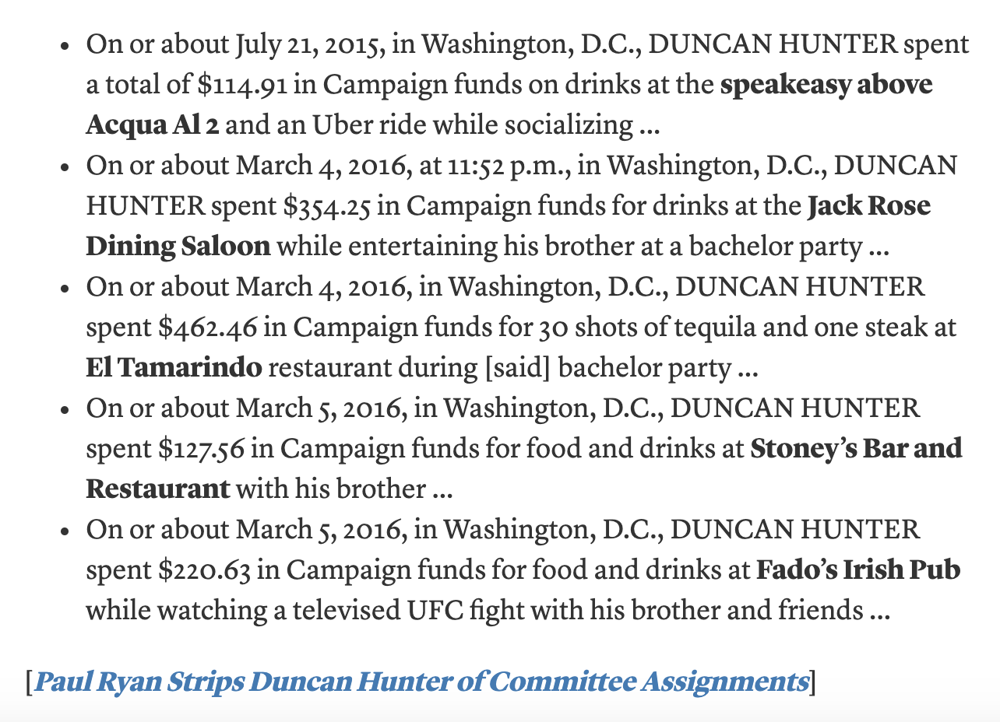 • On or about July 21, 2015, in Washington, D.C., DUNCAN HUNTER spent
a total of $114.91 in Campaign funds on drinks at the speakeasy above
Acqua Al 2 and an Uber ride while socializing ...
• On or about March 4, 2016, at 11:52 p.m., in Washington, D.C., DUNCAN
HUNTER spent $354.25 in Campaign funds for drinks at the Jack Rose
Dining Saloon while entertaining his brother at a bachelor party ...
• On or about March 4, 2016, in Washington, D.C., DUNCAN HUNTER
spent $462.46 in Campaign funds for 30 shots of tequila and one steak at
El Tamarindo restaurant during [said] bachelor party ...
• On or about March 5, 2016, in Washington, D.C., DUNCAN HUNTER
spent $127.56 in Campaign funds for food and drinks at Stoney’s Bar and
Restaurant with his brother ...
• On or about March 5, 2016, in Washington, D.C., DUNCAN HUNTER
spent $220.63 in Campaign funds for food and drinks at Fado’s Irish Pub
while watching a televised UFC fight with his brother and friends ...
[Paul Ryan Strips Duncan Hunter of Committee Assignments]